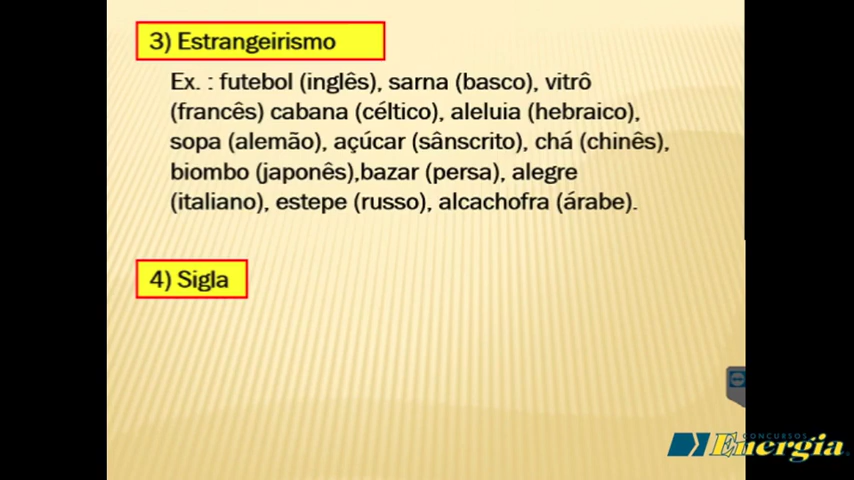 3) Estrangeirismo
Ex. : futebol (inglês), sarna (basco), vitrô
(francês) cabana (céltico), aleluia (hebraico),
sopa (alemão), açúcar (sânscrito), chá (chinês),
biombo (japonês),bazar (persa), alegre
(italiano), estepe (russo), alcachofra (árabe).
4) Sigla
CONCURSOS
Energia